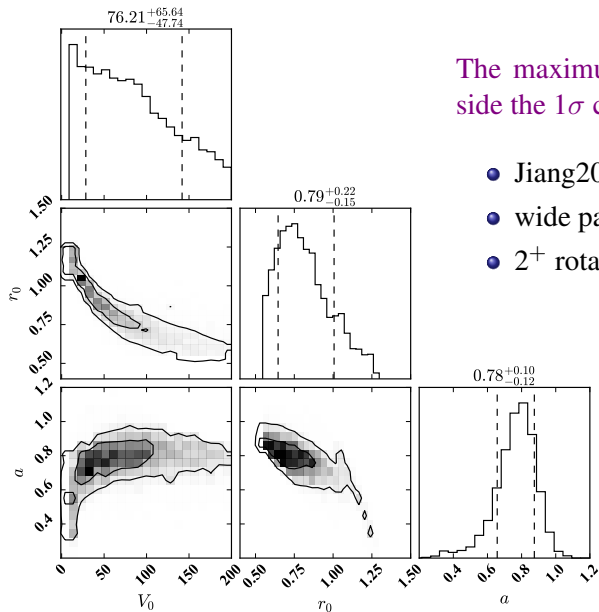 76.21^{+65.64}_{-47.74}
The maximu
side the 1σ c
Jiang20
wide pa
2^+ rota
0.79^{+0.22}_{-0.15}
1.50
1.25
1.00
0.75
0.50
r_0
0.78^{+0.10}_{-0.12}
1.2
1.0
0.8
0.6
0.4
a
0 50 100 150 200
V_0
0.50 0.75 1.00 1.25 1.50
r_0
0.4 0.6 0.8 1.0 1.2
a